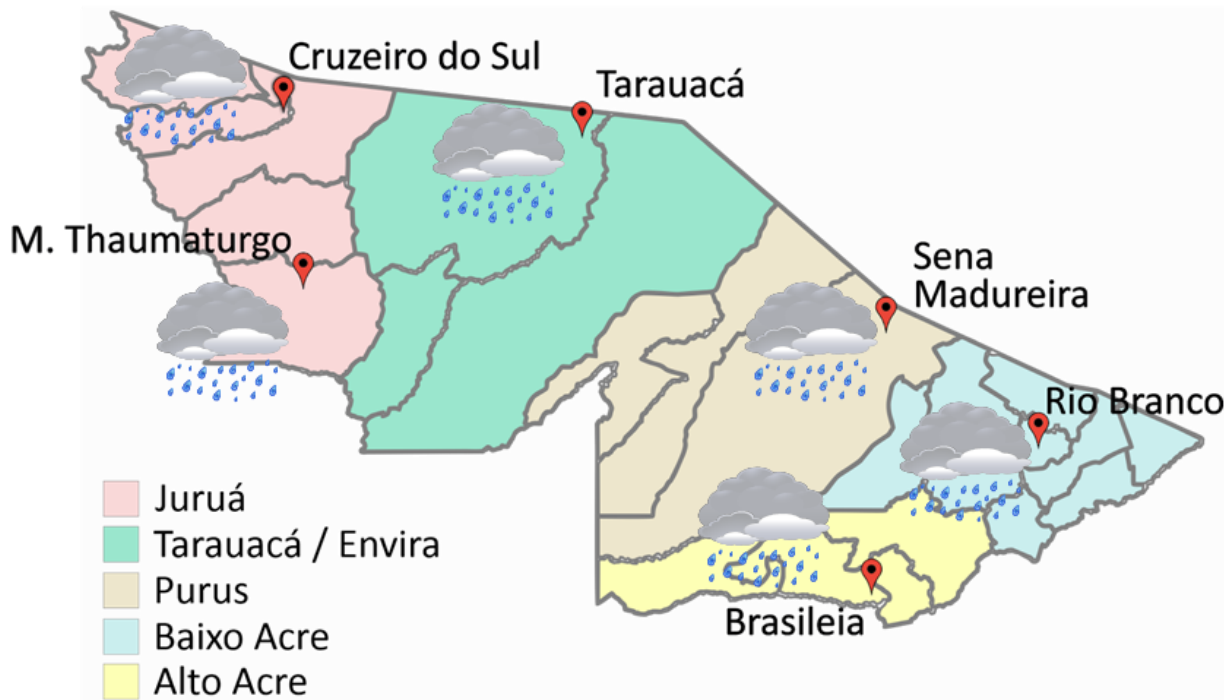 Cruzeiro do Sul
Tarauacá
M. Thaumaturgo
Sena
Madureira
Rio Branco
Brasileia
Juruá
Tarauacá / Envira
Purus
Baixo Acre
Alto Acre